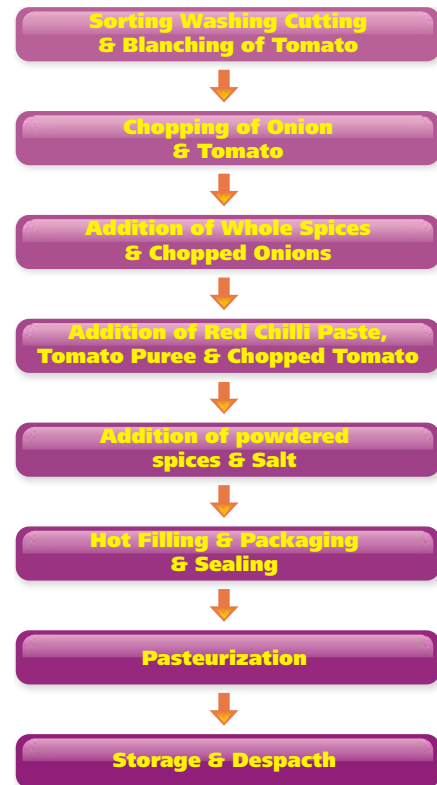 Sorting Washing Cutting
& Blanching of Tomato
Chopping of Onion
& Tomato
Addition of Whole Spices
& Chopped Onions
Addition of Red Chilli Paste,
Tomato Puree & Chopped Tomato
Addition of powdered
spices & Salt
Hot Filling & Packaging
& Sealing
Pasteurization
Storage & Despacth